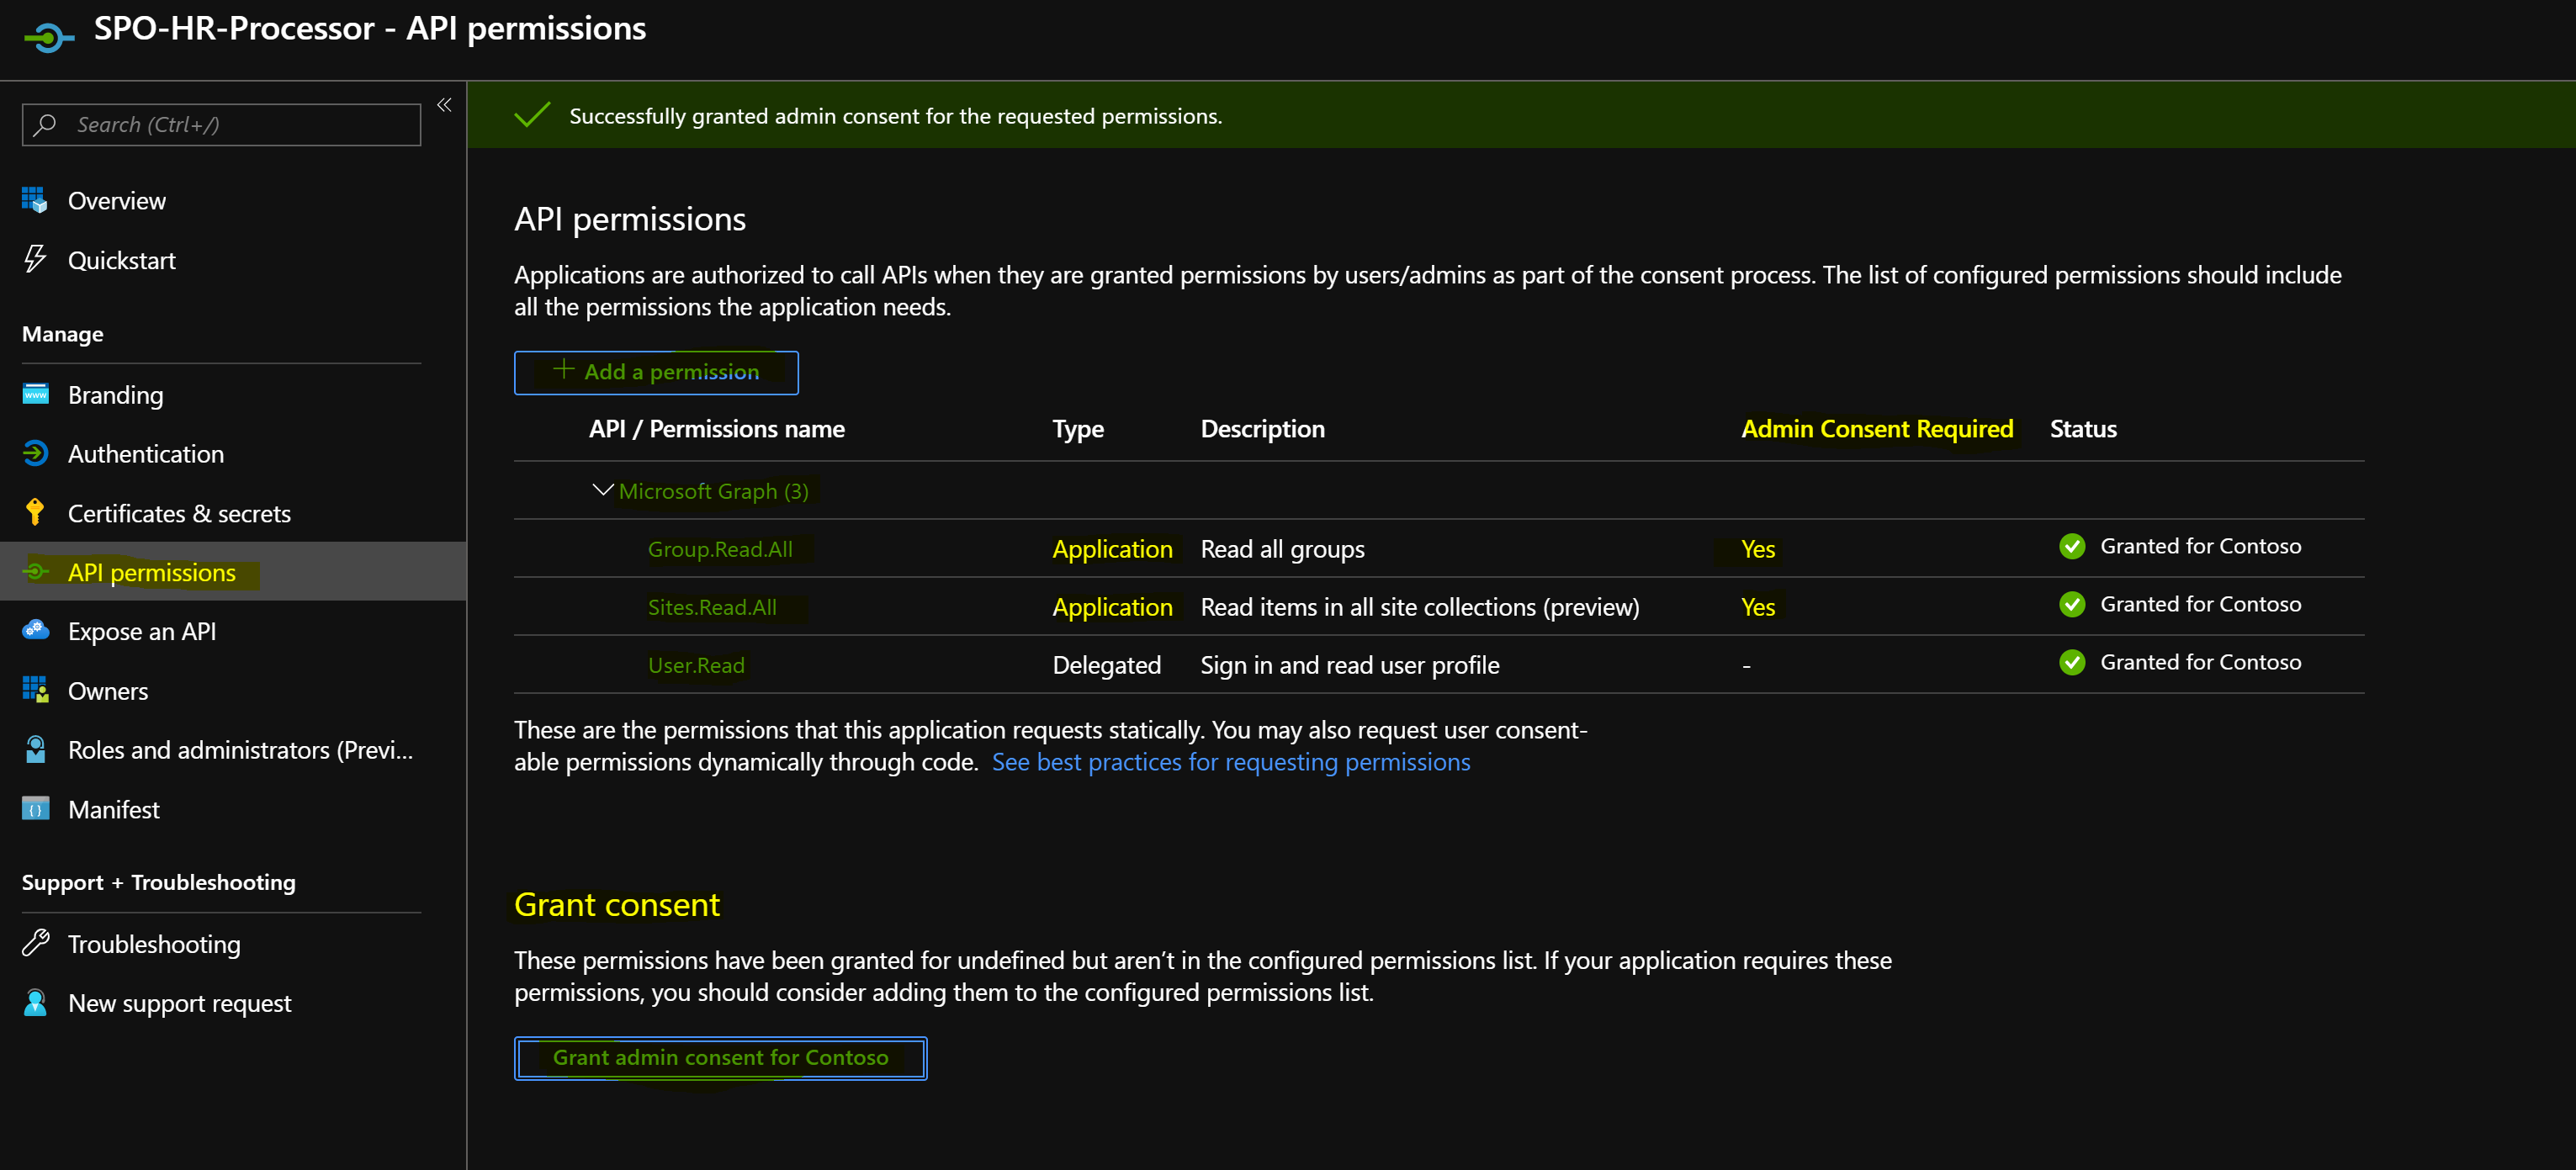 SPO-HR-Processor - API permissions
Search (Ctrl+/)
Overview
Quickstart
Manage
Branding
Authentication
Certificates & secrets
API permissions
Expose an API
Owners
Roles and administrators (Previ...
Manifest
Support + Troubleshooting
Troubleshooting
New support request
Successfully granted admin consent for the requested permissions.
API permissions
Applications are authorized to call APIs when they are granted permissions by users/admins as part of the consent process. The list of configured permissions should include
all the permissions the application needs.
+ Add a permission
API / Permissions name Type Description Admin Consent Required Status
Microsoft Graph (3)
Group.Read.All Application Read all groups Yes Granted for Contoso
Sites.Read.All Application Read items in all site collections (preview) Yes Granted for Contoso
User.Read Delegated Sign in and read user profile - Granted for Contoso
These are the permissions that this application requests statically. You may also request user consent-
able permissions dynamically through code. See best practices for requesting permissions
Grant consent
These permissions have been granted for undefined but aren't in the configured permissions list. If your application requires these
permissions, you should consider adding them to the configured permissions list.
Grant admin consent for Contoso